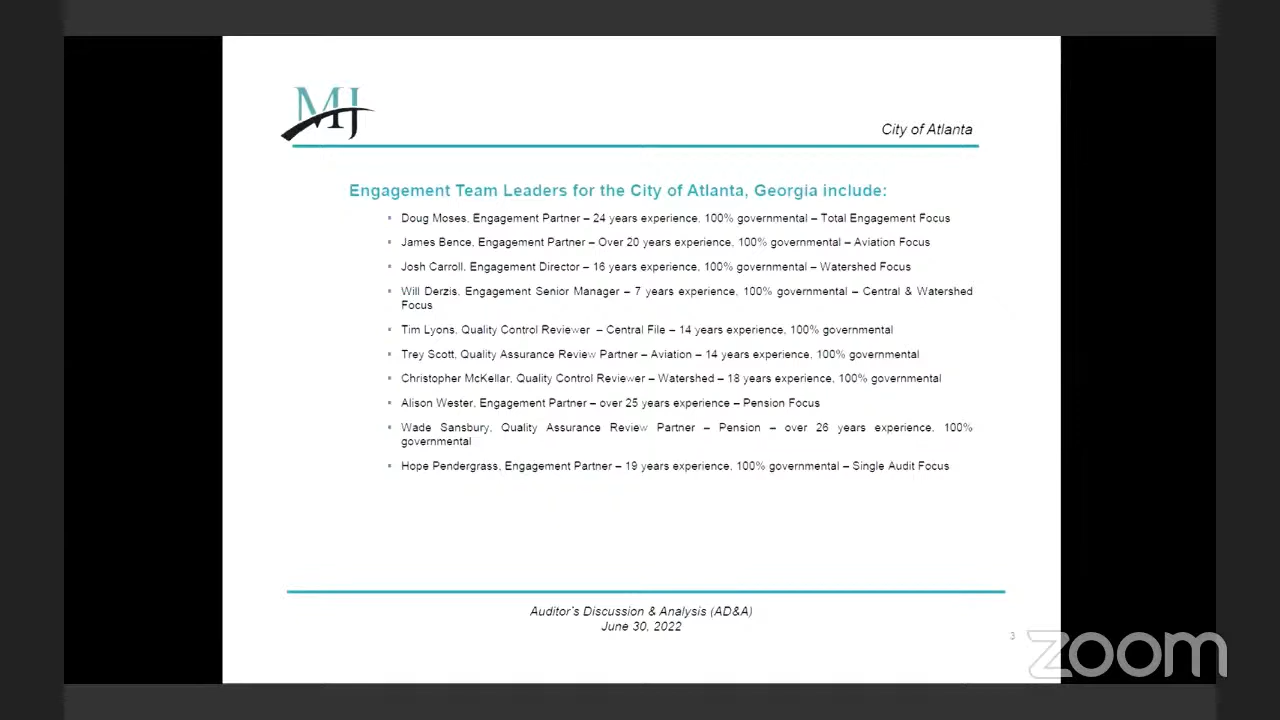 MJ
City of Atlanta
Engagement Team Leaders for the City of Atlanta, Georgia include:
▪ Doug Moses, Engagement Partner – 24 years experience, 100% governmental – Total Engagement Focus
▪ James Bence, Engagement Partner – Over 20 years experience, 100% governmental – Aviation Focus
▪ Josh Carroll, Engagement Director – 16 years experience, 100% governmental – Watershed Focus
▪ Will Derzis, Engagement Senior Manager – 7 years experience, 100% governmental – Central & Watershed
Focus
▪ Tim Lyons, Quality Control Reviewer – Central File – 14 years experience, 100% governmental
▪ Trey Scott, Quality Assurance Review Partner – Aviation – 14 years experience, 100% governmental
▪ Christopher McKellar, Quality Control Reviewer – Watershed – 18 years experience, 100% governmental
▪ Alison Wester, Engagement Partner – over 25 years experience – Pension Focus
▪ Wade Sansbury, Quality Assurance Review Partner – Pension – over 26 years experience, 100%
governmental
▪ Hope Pendergrass, Engagement Partner – 19 years experience, 100% governmental – Single Audit Focus
Auditor's Discussion & Analysis (AD&A)
June 30, 2022
3
zoom